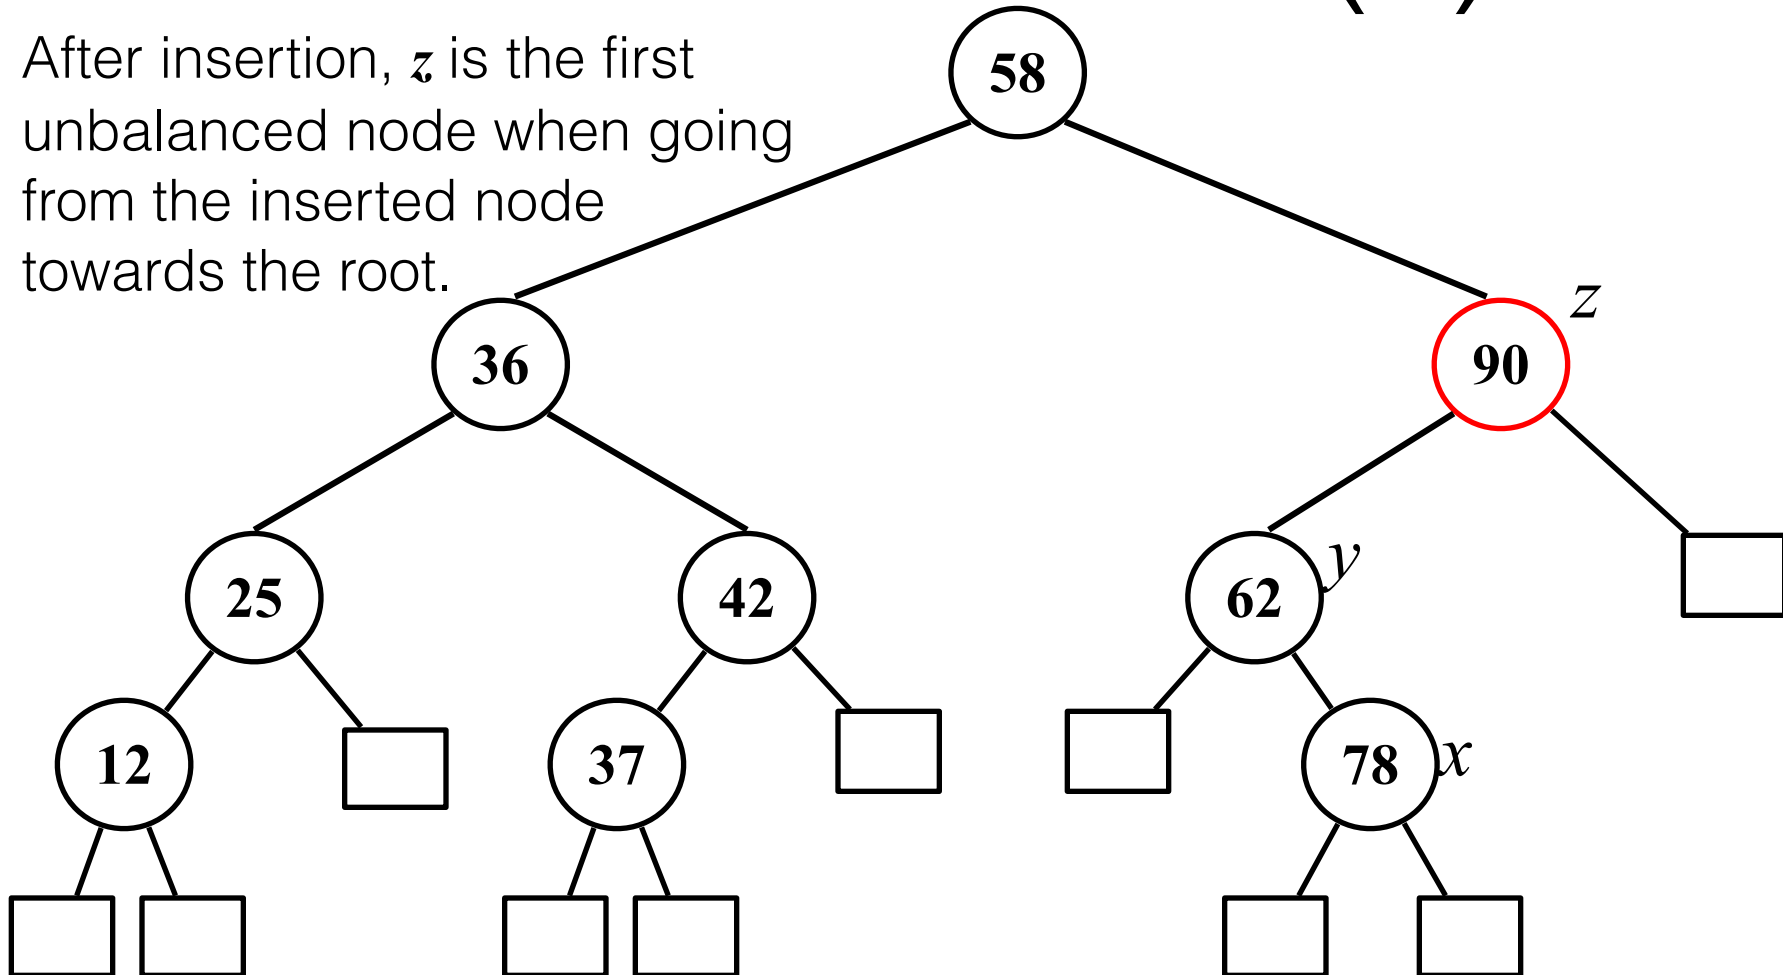 After insertion, z is the first
unbalanced node when going
from the inserted node
towards the root.
58
36
90
z
25
42
62
y
12
37
78
x